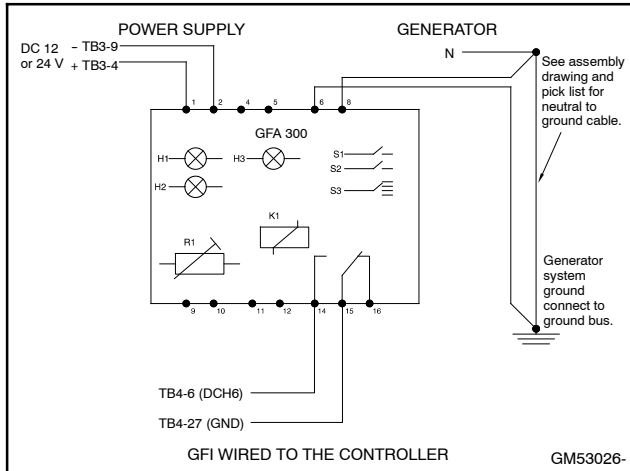 POWER SUPPLY
GENERATOR
DC 12 – TB3-9
or 24 V + TB3-4
N
See assembly
drawing and
pick list for
neutral to
ground cable.
1 2 4 5 6 8
GFA 300
H1
H3
S1
H2
S2
S3
K1
R1
Generator
system
ground
connect to
ground bus.
9 10 11 12 14 15 16
TB4-6 (DCH6)
TB4-27 (GND)
GFI WIRED TO THE CONTROLLER
GM53026-